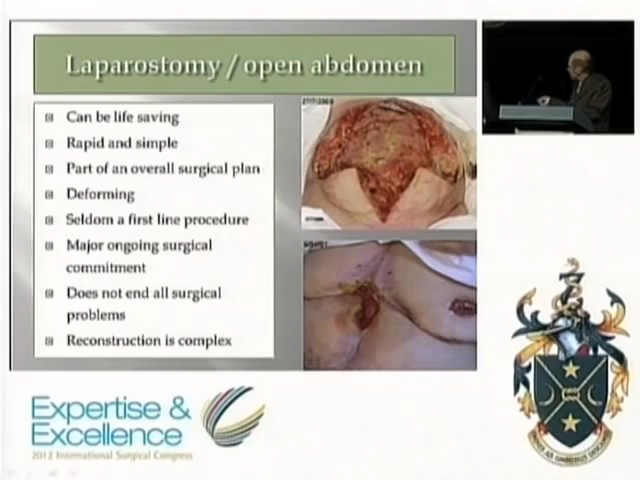 Laparostomy / open abdomen
Can be life saving
Rapid and simple
Part of an overall surgical plan
Deforming
Seldom a first line procedure
Major ongoing surgical
commitment
Does not end all surgical
problems
Reconstruction is complex
Expertise &
Excellence
2012 International Surgical Congress